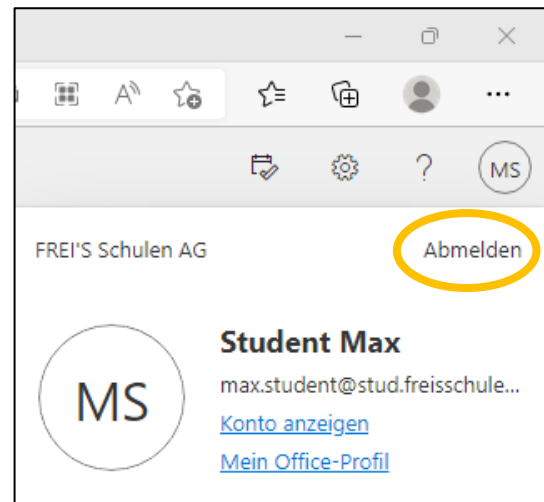 MS
FREI'S Schulen AG
Abmelden
MS
Student Max
max.student@stud.freisschule...
Konto anzeigen
Mein Office-Profil